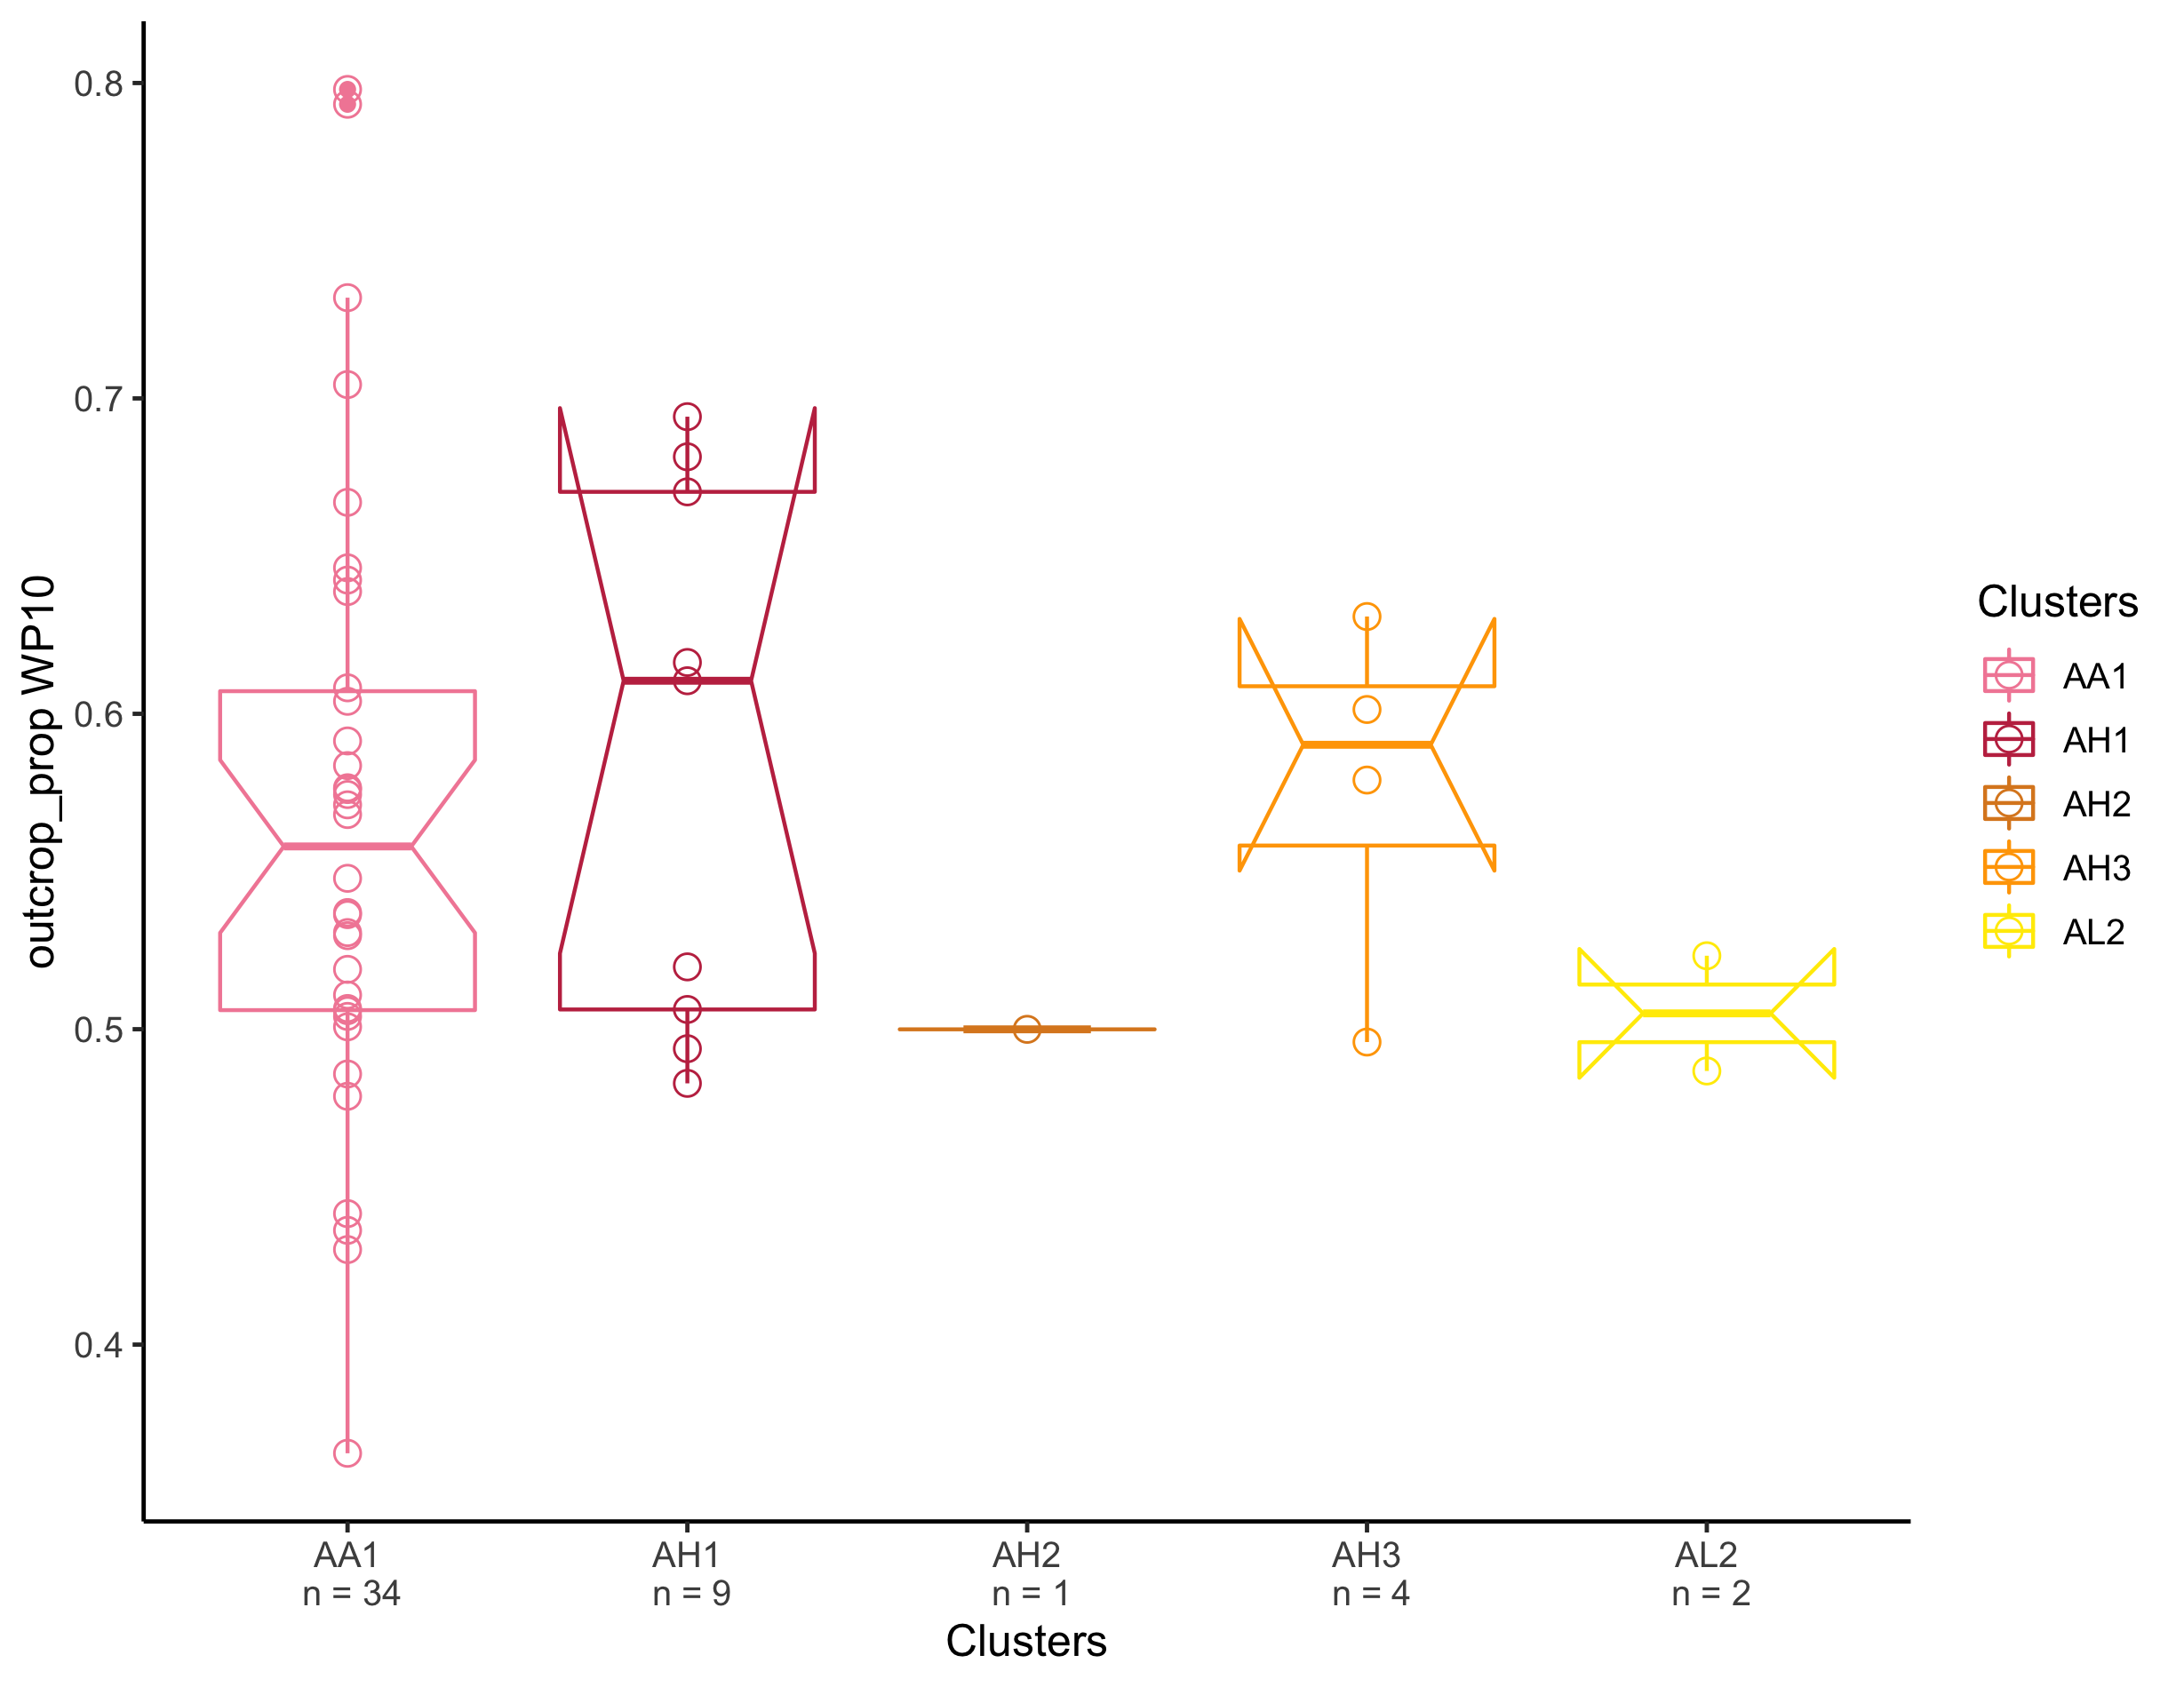 outcrop_prop WP10
0.8
0.7
0.6
0.5
0.4
AA1
n = 34
AH1
n = 9
AH2
n = 1
AH3
n = 4
AL2
n = 2
Clusters
Clusters
AA1
AH1
AH2
AH3
AL2